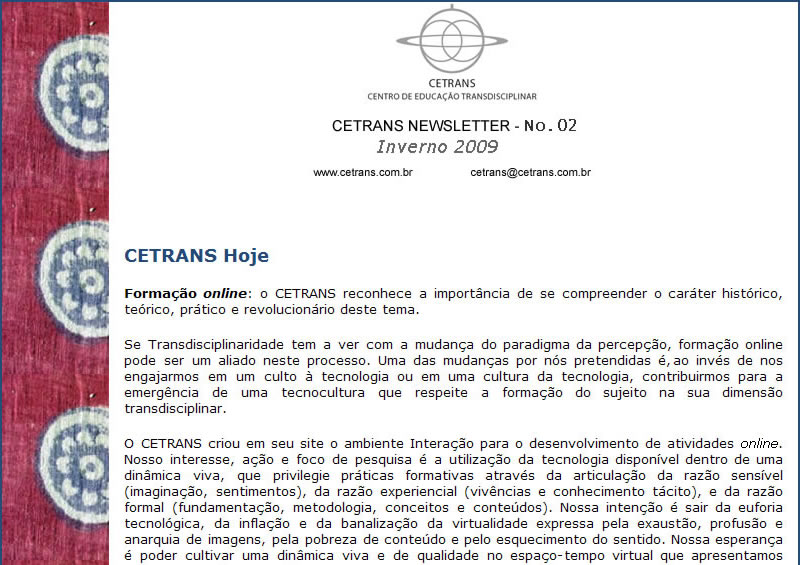 CETRANS
CENTRO DE EDUCAÇÃO TRANSDISCIPLINAR
CETRANS NEWSLETTER - No. 02
Inverno 2009
www.cetrans.com.br cetrans@cetrans.com.br
CETRANS Hoje
Formação online: o CETRANS reconhece a importância de se compreender o caráter histórico,
teórico, prático e revolucionário deste tema.
Se Transdisciplinaridade tem a ver com a mudança do paradigma da percepção, formação online
pode ser um aliado neste processo. Uma das mudanças por nós pretendidas é, ao invés de nos
engajarmos em um culto à tecnologia ou em uma cultura da tecnologia, contribuirmos para a
emergência de uma tecnocultura que respeite a formação do sujeito na sua dimensão
transdisciplinar.
O CETRANS criou em seu site o ambiente Interação para o desenvolvimento de atividades online.
Nosso interesse, ação e foco de pesquisa é a utilização da tecnologia disponível dentro de uma
dinâmica viva, que privilegie práticas formativas através da articulação da razão sensível
(imaginação, sentimentos), da razão experiencial (vivências e conhecimento tácito), e da razão
formal (fundamentação, metodologia, conceitos e conteúdos). Nossa intenção é sair da euforia
tecnológica, da inflação e da banalização da virtualidade expressa pela exaustão, profusão e
anarquia de imagens, pela pobreza de conteúdo e pelo esquecimento do sentido. Nossa esperança
é poder cultivar uma dinâmica viva e de qualidade no espaço-tempo virtual que apresentamos